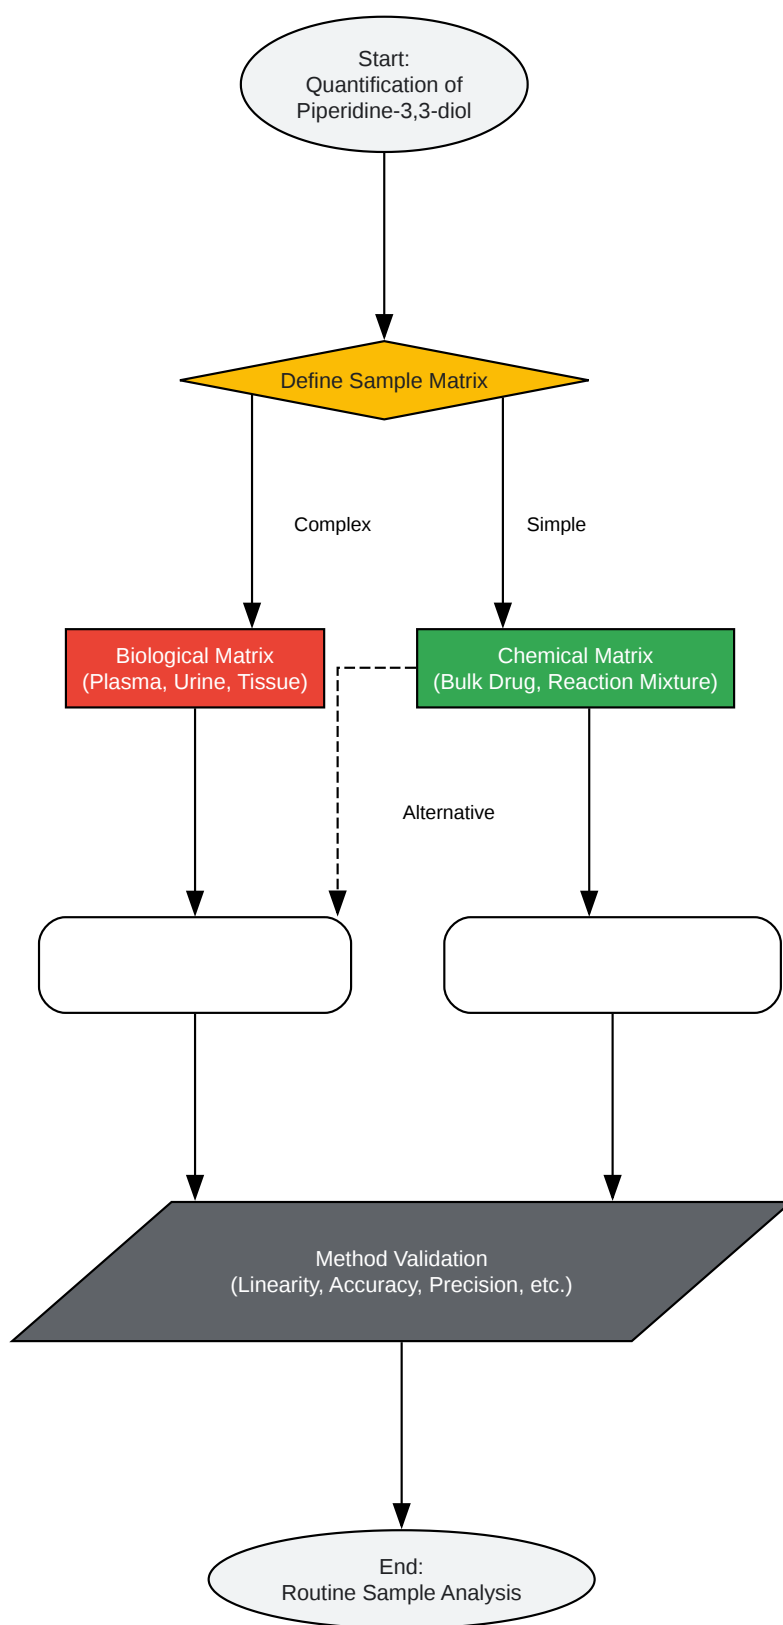 Start:
Quantification of
Piperidine-3,3-diol
Define Sample Matrix
Complex
Simple
Biological Matrix
(Plasma, Urine, Tissue)
Chemical Matrix
(Bulk Drug, Reaction Mixture)
Alternative
Method Validation
(Linearity, Accuracy, Precision, etc.)
End:
Routine Sample Analysis